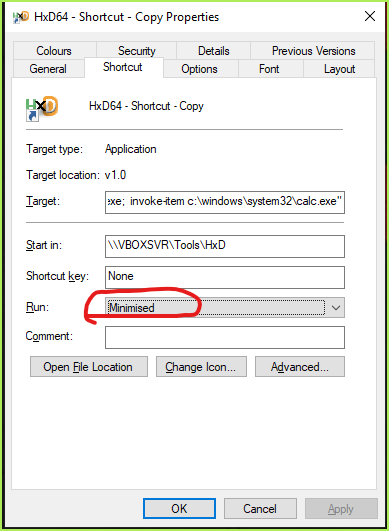 HxD64 - Shortcut - Copy Properties
Colours Security Details Previous Versions
General Shortcut Options Font Layout
HxD64 - Shortcut - Copy
Target type: Application
Target location: v1.0
Target: exe; invoke-item c:\windows\system32\calc.exe"
Start in: \\VBOXSVR\Tools\HxD
Shortcut key: None
Run: Minimised
Comment:
Open File Location Change Icon... Advanced...
OK Cancel Apply